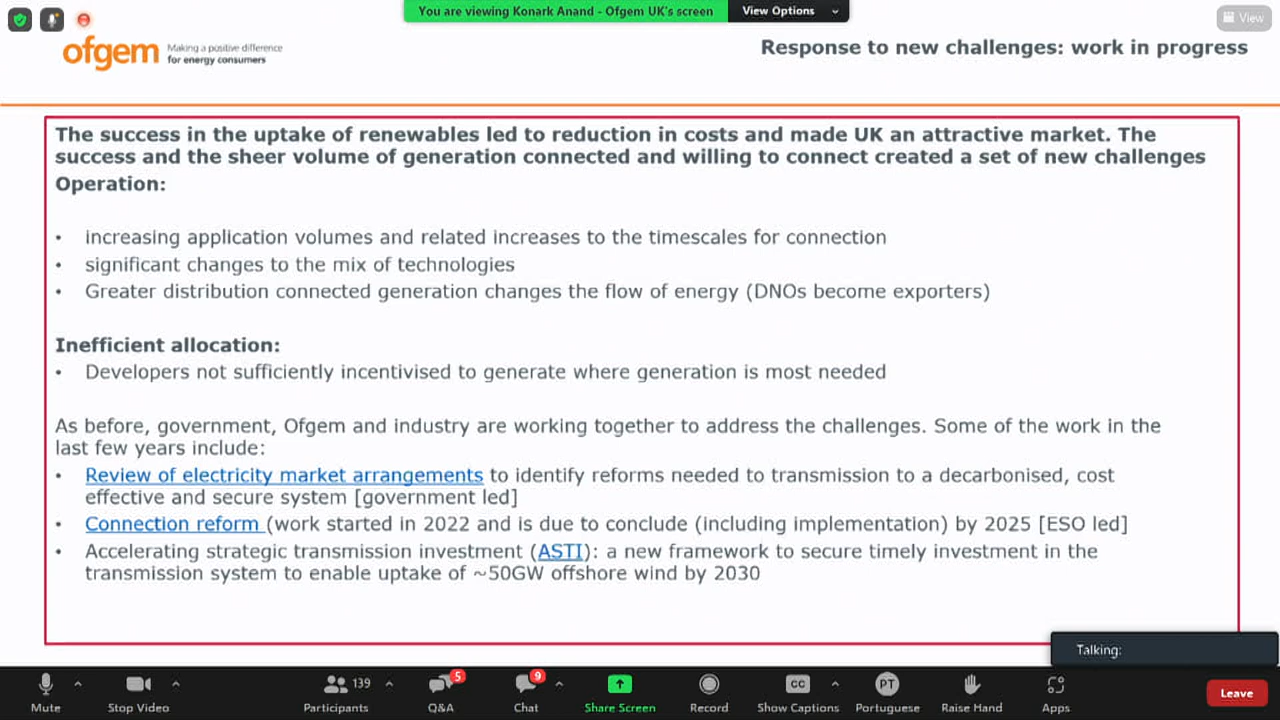 You are viewing Konark Anand - Ofgem UK's screen
View Options
View
ofgem
Making a positive difference
for energy consumers
Response to new challenges: work in progress
The success in the uptake of renewables led to reduction in costs and made UK an attractive market. The
success and the sheer volume of generation connected and willing to connect created a set of new challenges
Operation:
• increasing application volumes and related increases to the timescales for connection
• significant changes to the mix of technologies
• Greater distribution connected generation changes the flow of energy (DNOs become exporters)
Inefficient allocation:
• Developers not sufficiently incentivised to generate where generation is most needed
As before, government, Ofgem and industry are working together to address the challenges. Some of the work in the
last few years include:
• Review of electricity market arrangements to identify reforms needed to transmission to a decarbonised, cost
effective and secure system [government led]
• Connection reform (work started in 2022 and is due to conclude (including implementation) by 2025 [ESO led]
• Accelerating strategic transmission investment (ASTI): a new framework to secure timely investment in the
transmission system to enable uptake of ~50GW offshore wind by 2030
Talking:
139
5
9
CC
PT
Mute
Stop Video
Participants
Q&A
Chat
Share Screen
Record
Show Captions
Portuguese
Raise Hand
Apps
Leave